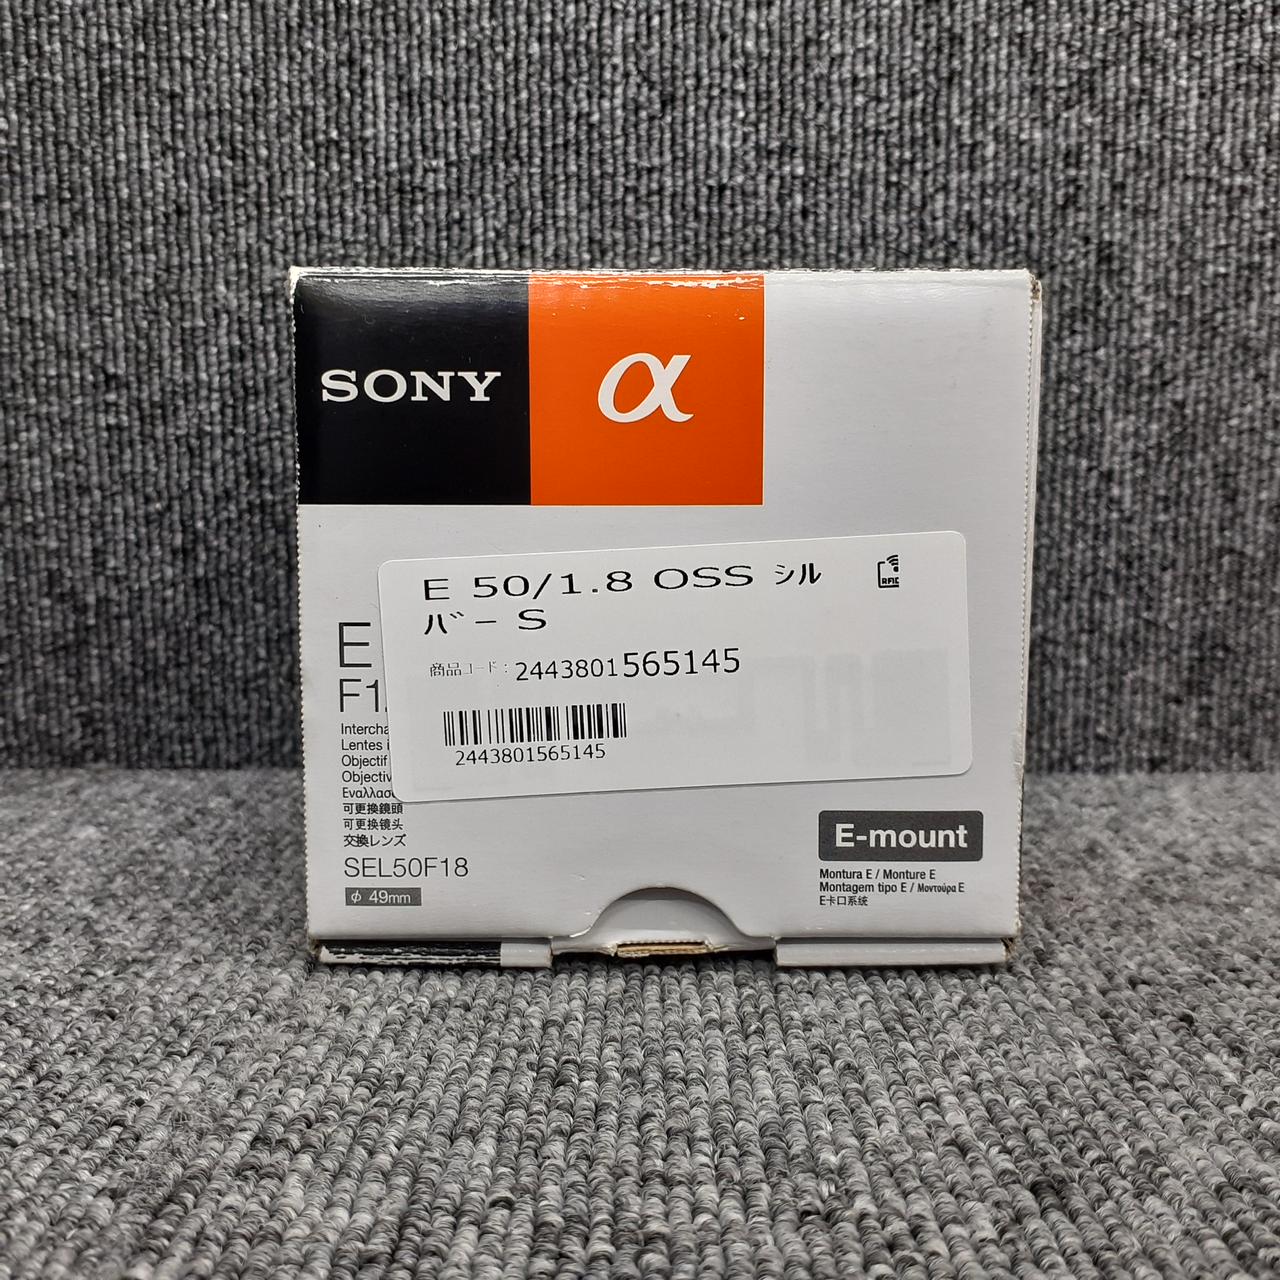 SONY α
E 50/1.8 OSS シル
バー S
RFID
商品コード: 2443801565145
2443801565145
E
F1.
Intercha
Lentes i
Objectif
Objectiv
Εναλλασ
可更換鏡頭
可更换镜头
交換レンズ
SEL50F18
φ 49mm
E-mount
Montura E / Monture E
Montagem tipo E / Μοντούρα E
E卡口系统